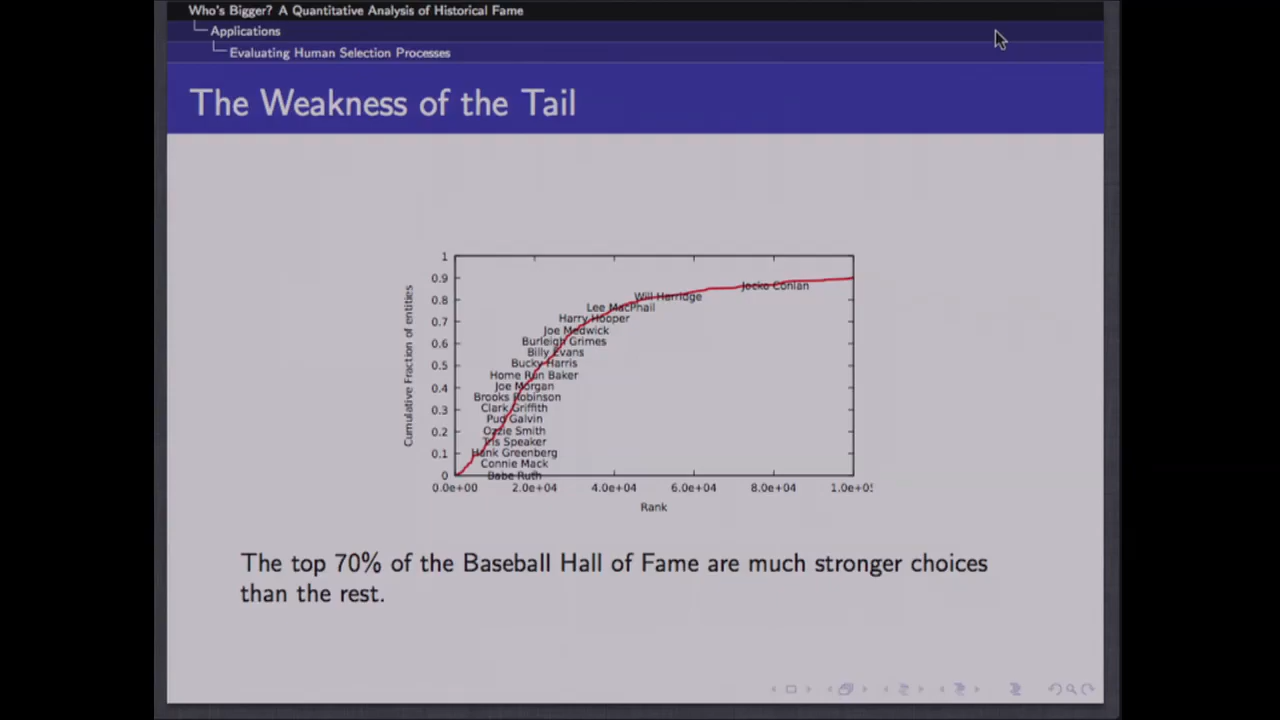 Who's Bigger? A Quantitative Analysis of Historical Fame
Applications
Evaluating Human Selection Processes
The Weakness of the Tail
1
0.9
0.8
0.7
0.6
0.5
0.4
0.3
0.2
0.1
0
Cumulative Fraction of entities
Jocko Conlan
Will Harridge
Lee MacPhail
Harry Hooper
Joe Medwick
Burleigh Grimes
Billy Evans
Bucky Harris
Home Run Baker
Joe Morgan
Brooks Robinson
Clark Griffith
Pud Galvin
Ozzie Smith
Tris Speaker
Hank Greenberg
Connie Mack
Babe Ruth
0.0e+00 2.0e+04 4.0e+04 6.0e+04 8.0e+04 1.0e+0
Rank
The top 70% of the Baseball Hall of Fame are much stronger choices
than the rest.